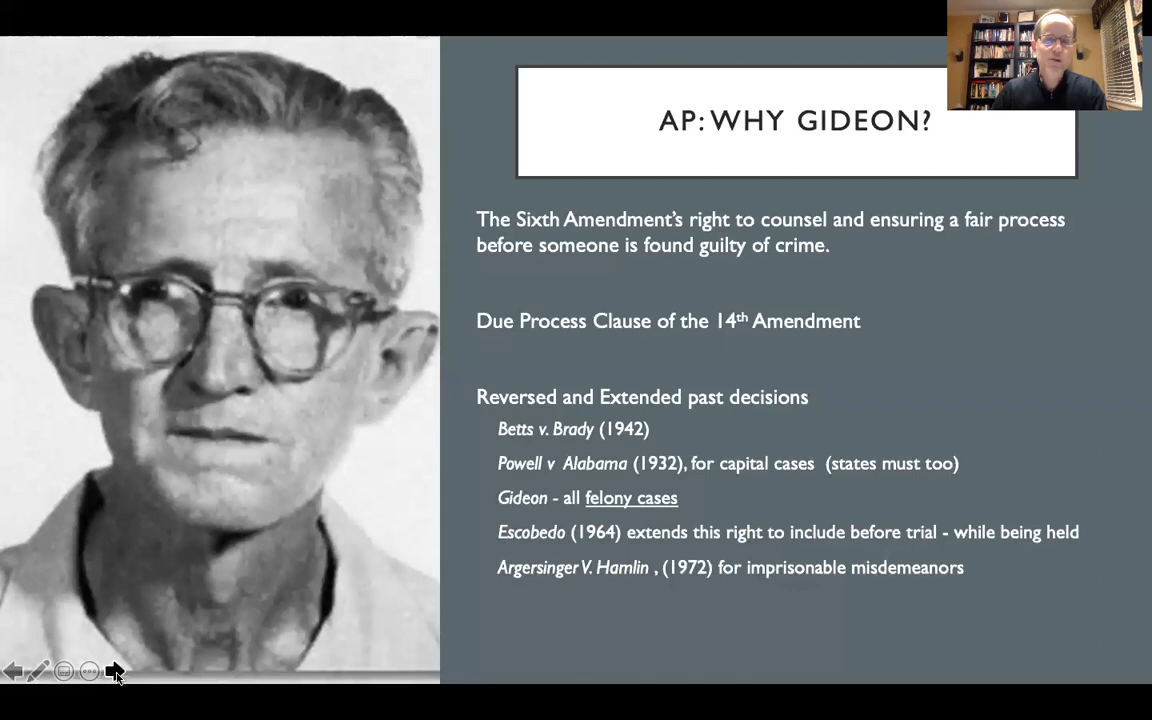 AP: WHY GIDEON?
The Sixth Amendment's right to counsel and ensuring a fair process
before someone is found guilty of crime.
Due Process Clause of the 14th Amendment
Reversed and Extended past decisions
Betts v. Brady (1942)
Powell v Alabama (1932), for capital cases (states must too)
Gideon - all felony cases
Escobedo (1964) extends this right to include before trial - while being held
Argersinger V. Hamlin , (1972) for imprisonable misdemeanors